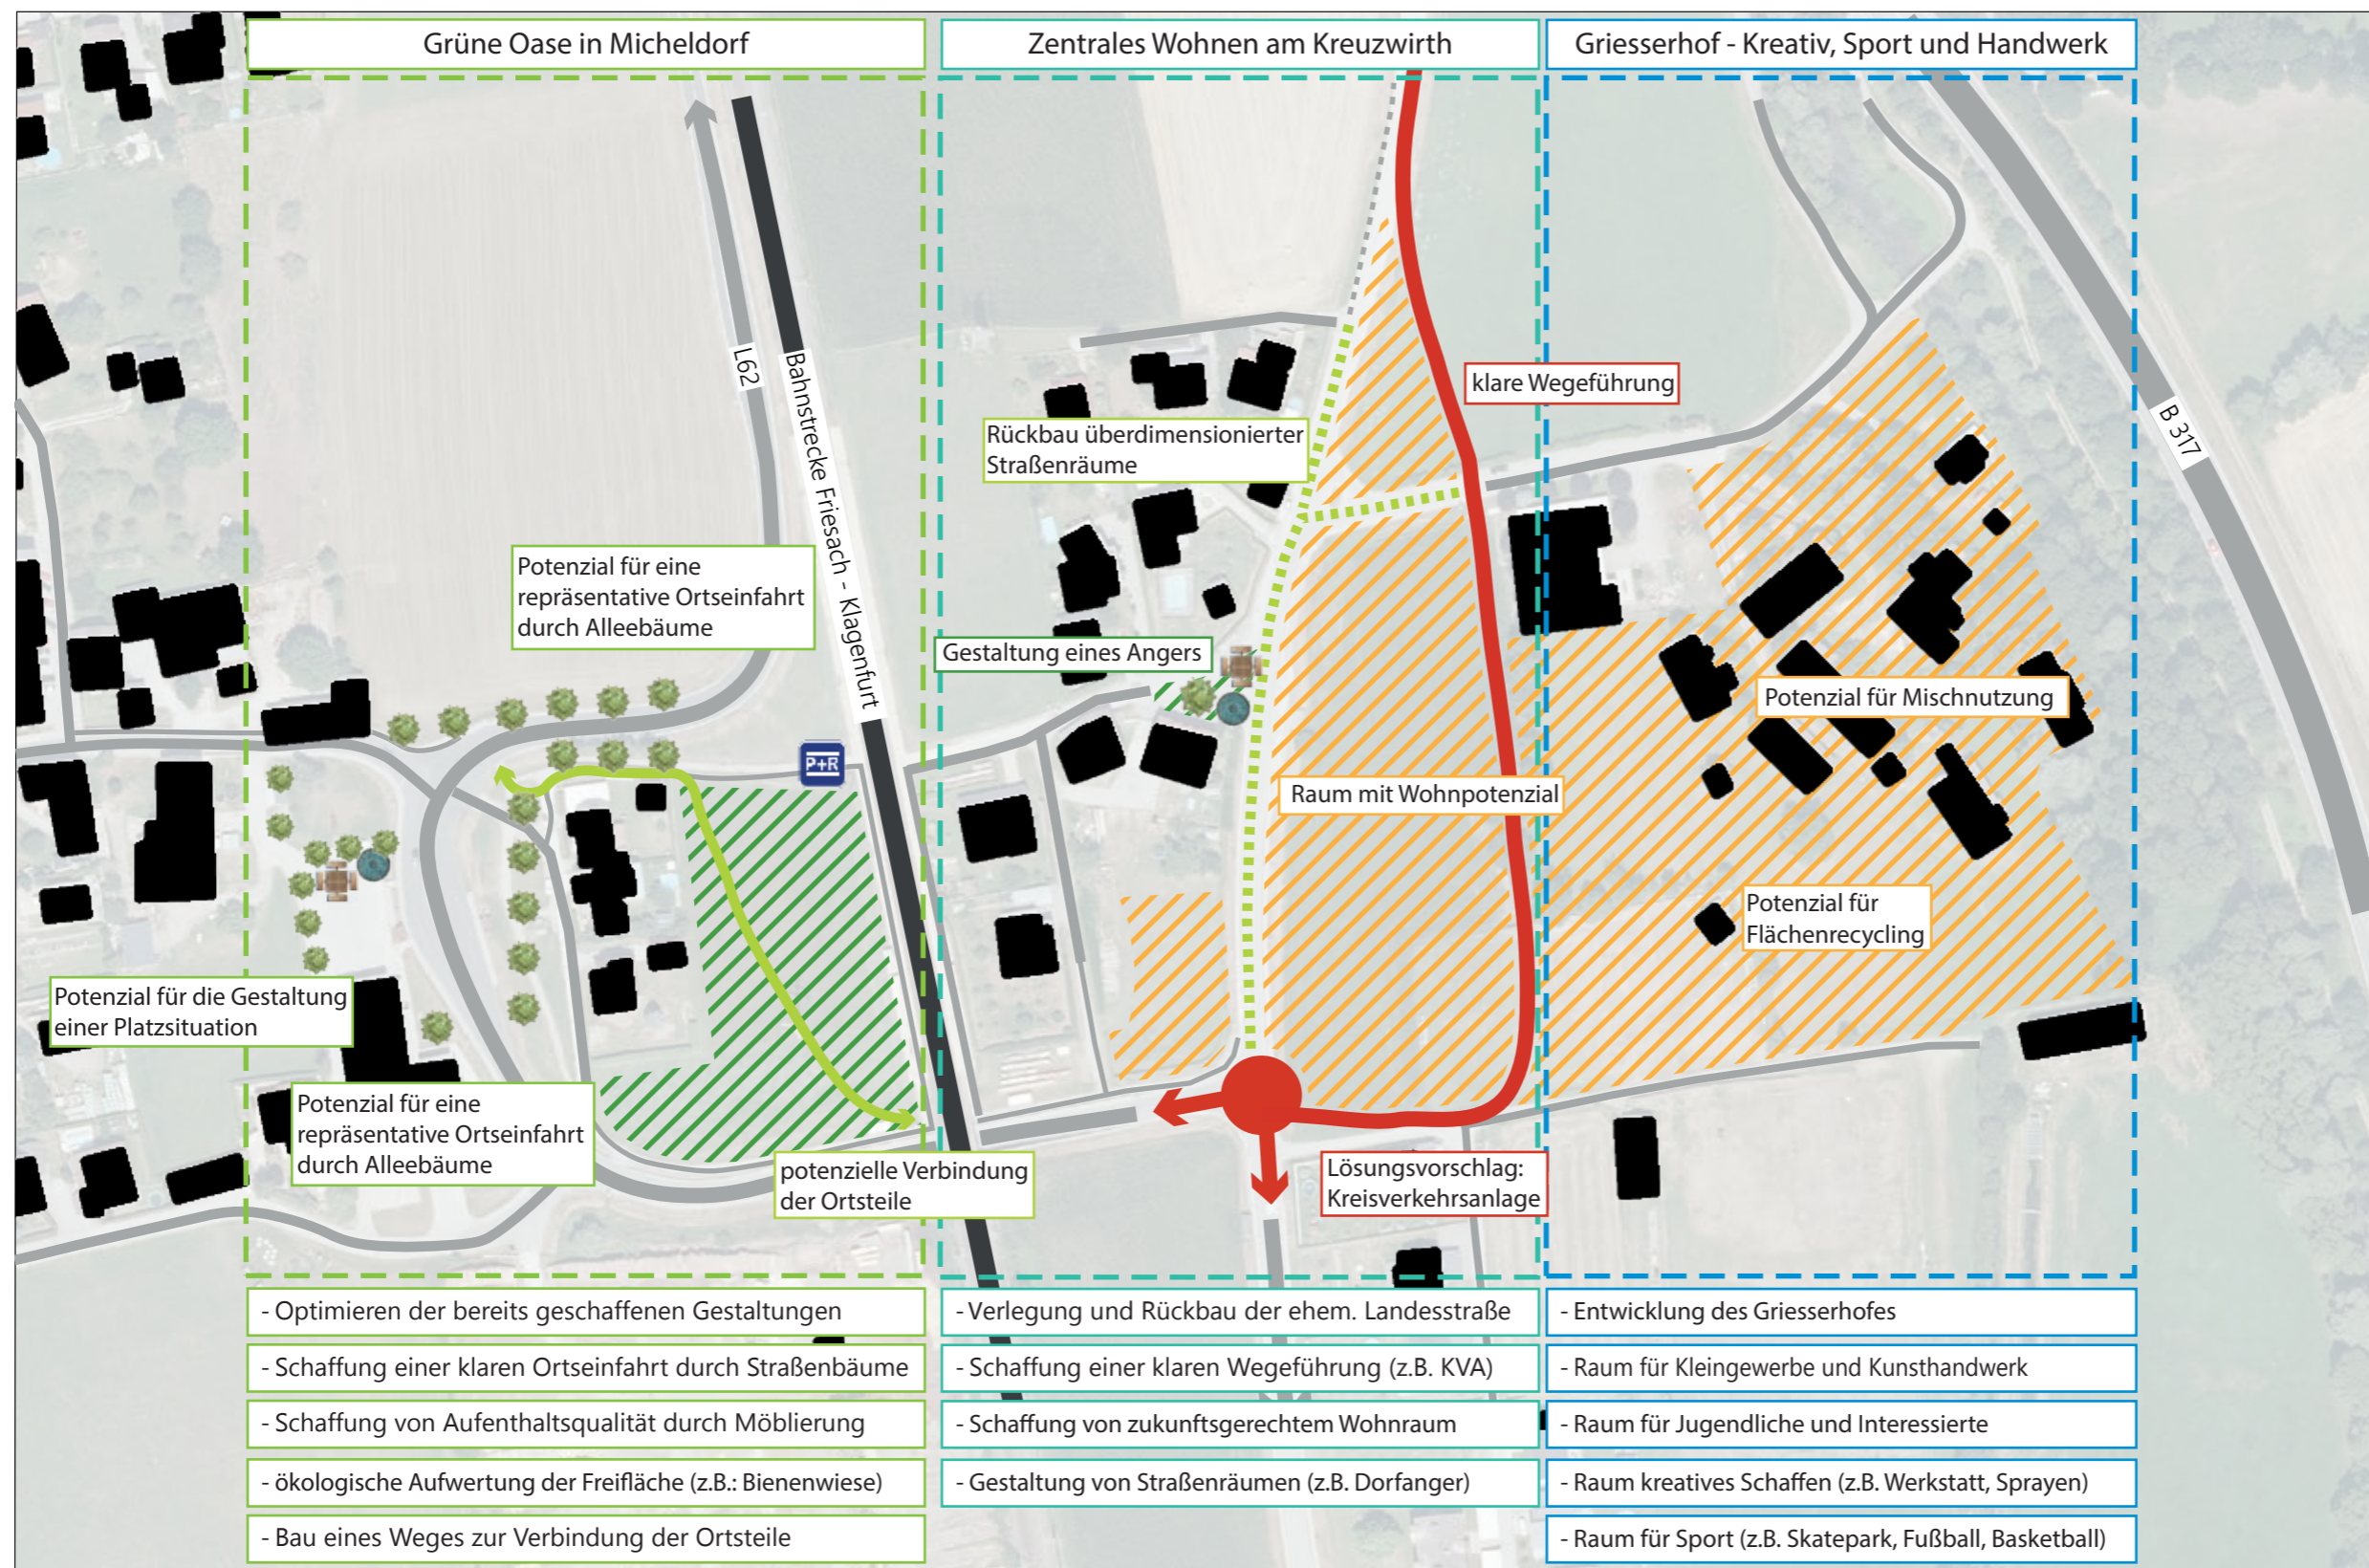 Grüne Oase in Micheldorf
Zentrales Wohnen am Kreuzwirth
Griesserhof - Kreativ, Sport und Handwerk
L62
Bahnstrecke Friesach - Klagenfurt
B 317
klare Wegeführung
Rückbau überdimensionierter
Straßenräume
Potenzial für eine
repräsentative Ortseinfahrt
durch Alleebäume
Gestaltung eines Angers
Potenzial für Mischnutzung
P+R
Raum mit Wohnpotenzial
Potenzial für
Flächenrecycling
Potenzial für die Gestaltung
einer Platzsituation
Potenzial für eine
repräsentative Ortseinfahrt
durch Alleebäume
potenzielle Verbindung
der Ortsteile
Lösungsvorschlag:
Kreisverkehrsanlage
- Optimieren der bereits geschaffenen Gestaltungen
- Schaffung einer klaren Ortseinfahrt durch Straßenbäume
- Schaffung von Aufenthaltsqualität durch Möblierung
- ökologische Aufwertung der Freifläche (z.B.: Bienenwiese)
- Bau eines Weges zur Verbindung der Ortsteile
- Verlegung und Rückbau der ehem. Landesstraße
- Schaffung einer klaren Wegeführung (z.B. KVA)
- Schaffung von zukunftsgerechtem Wohnraum
- Gestaltung von Straßenräumen (z.B. Dorfanger)
- Entwicklung des Griesserhofes
- Raum für Kleingewerbe und Kunsthandwerk
- Raum für Jugendliche und Interessierte
- Raum kreatives Schaffen (z.B. Werkstatt, Sprayen)
- Raum für Sport (z.B. Skatepark, Fußball, Basketball)